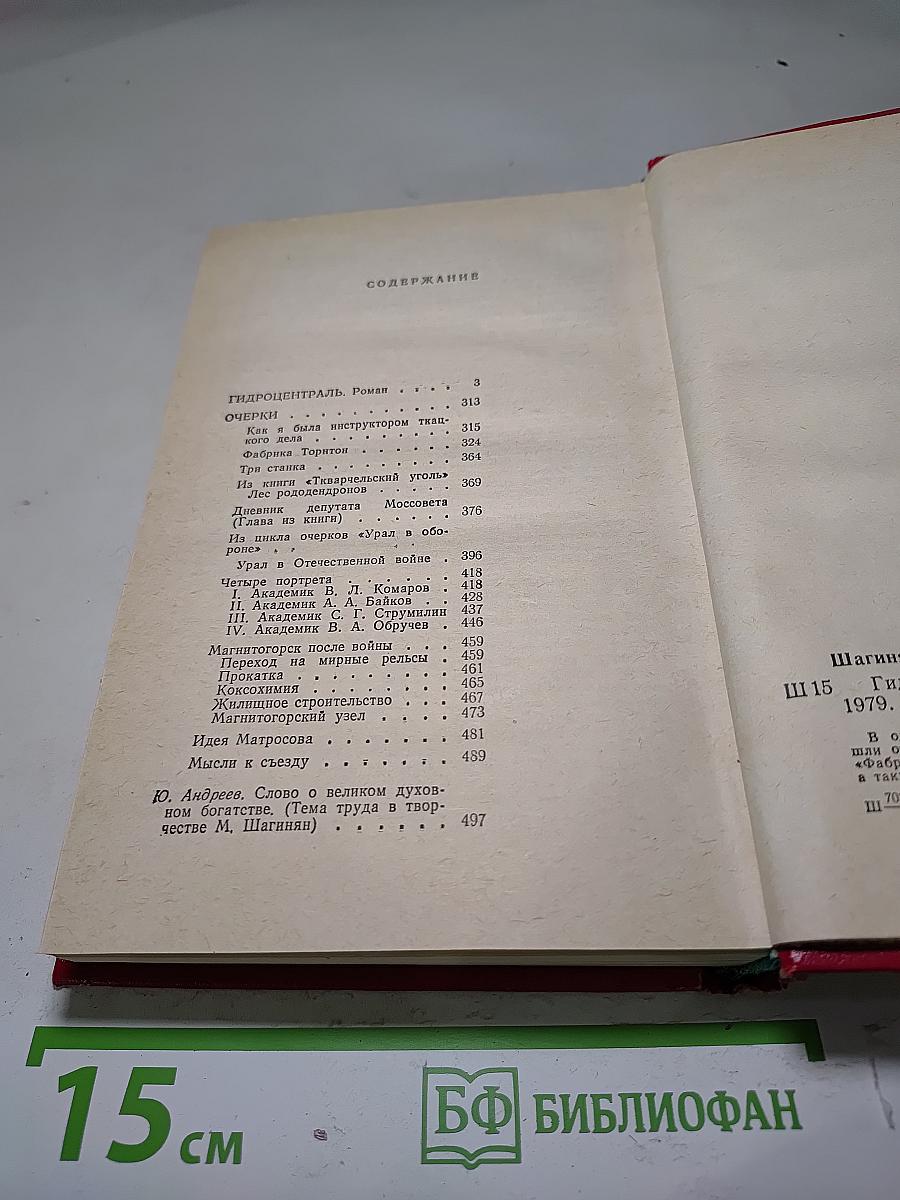 СОДЕРЖАНИЕ
ГИДРОЦЕНТРАЛЬ. Роман . . . . 3
ОЧЕРКИ . . . . . . . . . . 313
Как я была инструктором ткац-
кого дела . . . . . . . . . 315
Фабрика Торнтон . . . . . . 324
Три станка . . . . . . . . . 364
Из книги «Ткварчельский уголь»
Лес рододендронов . . . . . 369
Дневник депутата Моссовета
(Глава из книги) . . . . . . 376
Из цикла очерков «Урал в обо-
роне»
Урал в Отечественной войне . 396
Четыре портрета . . . . . . 418
I. Академик В. Л. Комаров . 418
II. Академик А. А. Байков . . 428
III. Академик С. Г. Струмилин 437
IV. Академик В. А. Обручев . 446
Магнитогорск после войны . . . 459
Переход на мирные рельсы . 459
Прокатка . . . . . . . . . 461
Коксохимия . . . . . . . . 465
Жилищное строительство . . . 467
Магнитогорский узел . . . . 473
Идея Матросова . . . . . . . 481
Мысли к съезду . . . . . . . 489
Ю. Андреев. Слово о великом духов-
ном богатстве. (Тема труда в твор-
честве М. Шагинян) . . . . . . 497
Шагин
Ш 15 Ги
1979.
В о
шли о
«Фабр
а так
Ш 70
15 см
БФ БИБЛИОФАН